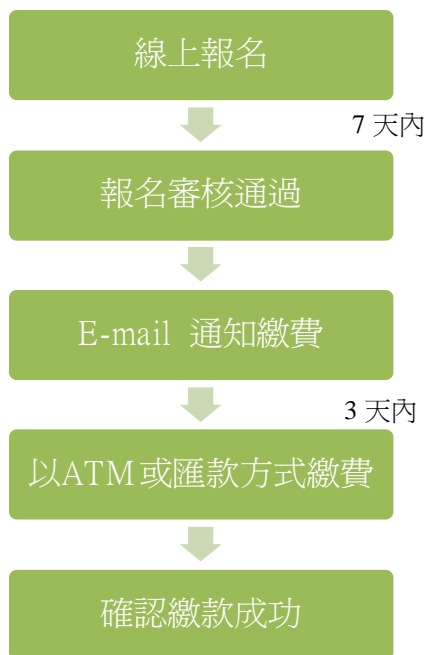 線上報名
7 天內
報名審核通過
E-mail 通知繳費
3 天內
以ATM或匯款方式繳費
確認繳款成功